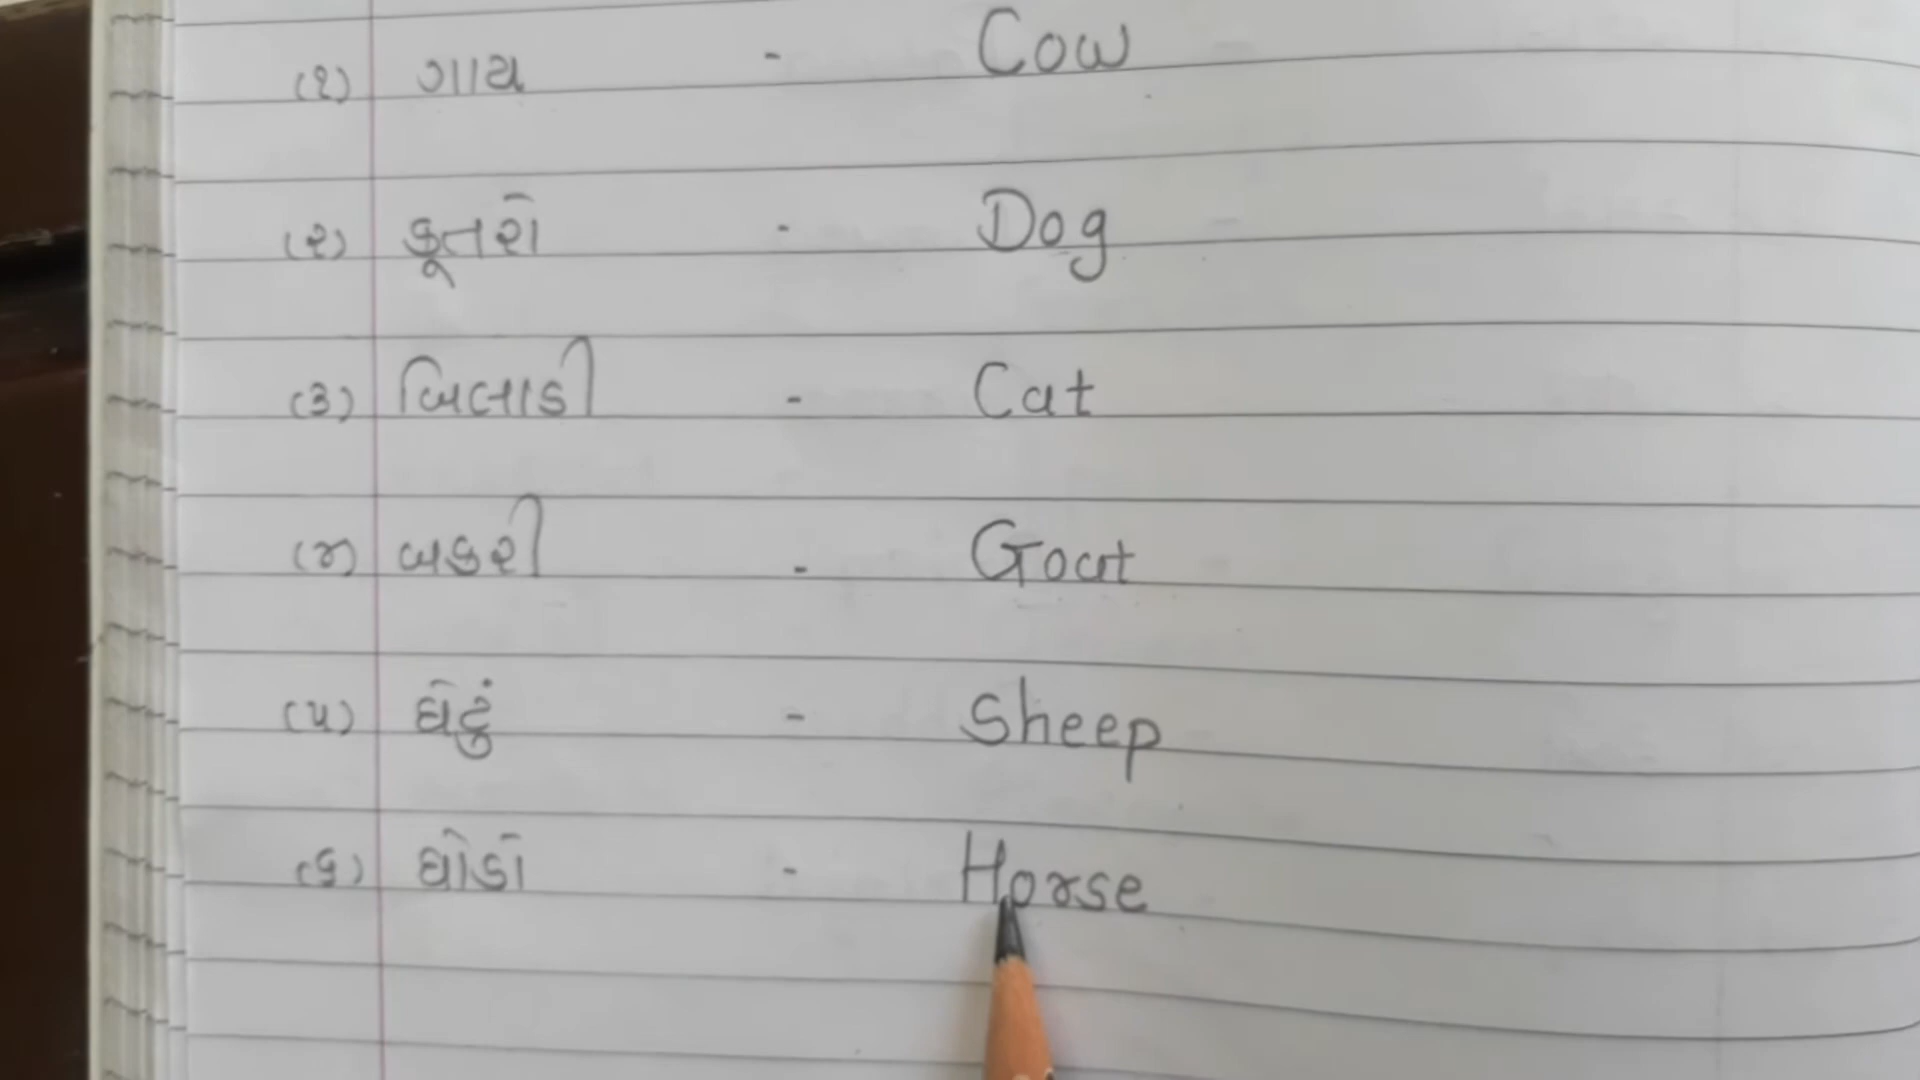 (૧) ગાય - Cow
(૨) કૂતરો - Dog
(૩) બિલાડી - Cat
(૪) બકરી - Goat
(૫) ઘેટું - Sheep
(૬) ઘોડો - Horse